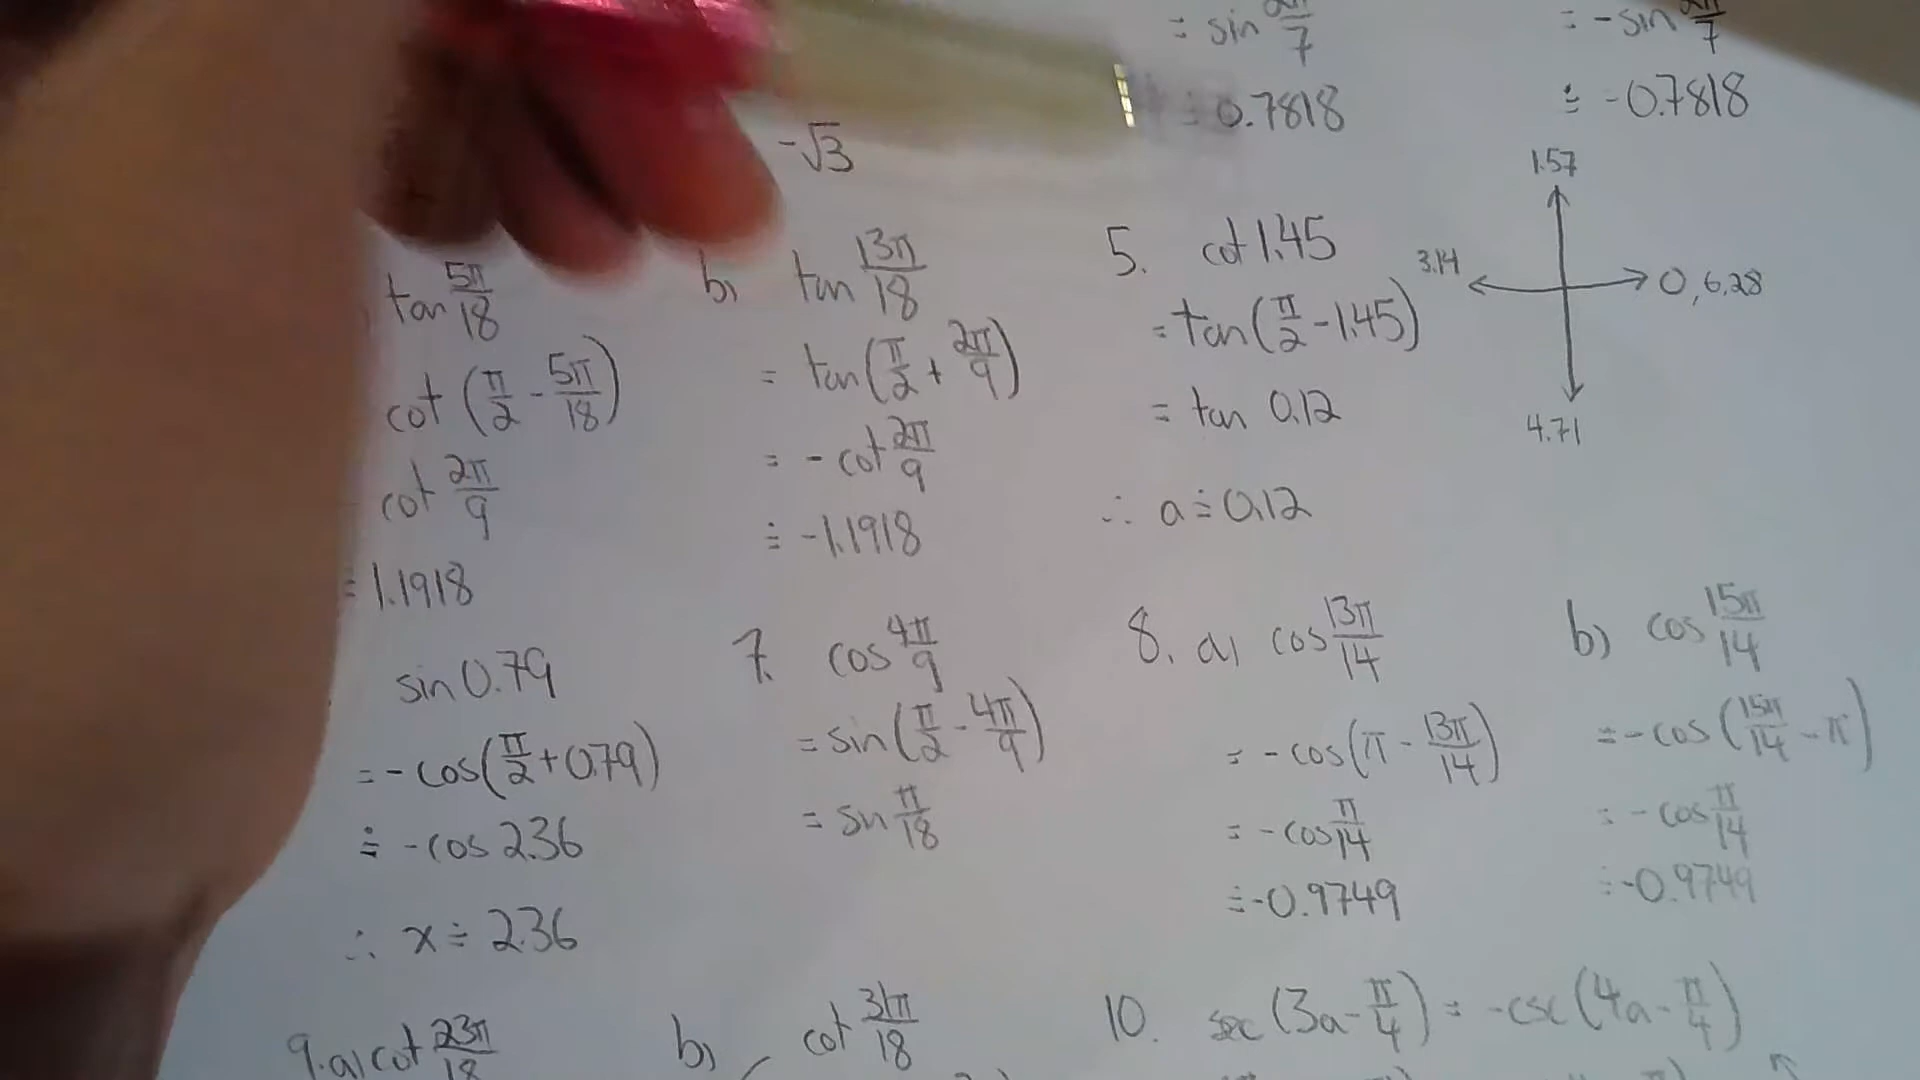 = sin 2π/7
= -sin 2π/7
≐ 0.7818
≐ -0.7818
-√3
tan 5π/18
cot (π/2 - 5π/18)
cot 2π/9
≐ 1.1918
b) tan 13π/18
= tan (π/2 + 2π/9)
= -cot 2π/9
≐ -1.1918
5. cot 1.45
= tan (π/2 - 1.45)
= tan 0.12
∴ a ≐ 0.12
1.57
3.14
0, 6.28
4.71
sin 0.79
= -cos (π/2 + 0.79)
≐ -cos 2.36
∴ x ≐ 2.36
7. cos 4π/9
= sin (π/2 - 4π/9)
= sin π/18
8. a) cos 13π/14
= -cos (π - 13π/14)
= -cos π/14
≐ -0.9749
b) cos 15π/14
= -cos (15π/14 - π)
= -cos π/14
≐ -0.9749
9. a) cot 23π/18
b) cot 31π/18
10. sec (3a - π/4) = -csc (4a - π/4)